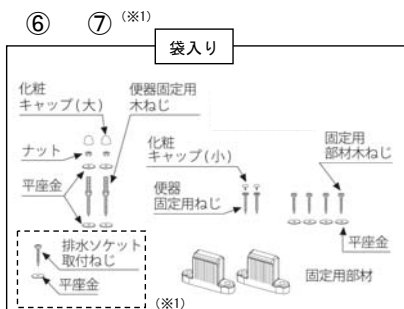 ⑥ ⑦ (※1)
袋入り
化粧
キャップ(大)
便器固定用
木ねじ
ナット
平座金
化粧
キャップ(小)
便器
固定用ねじ
固定用
部材木ねじ
平座金
固定用部材
排水ソケット
取付ねじ
平座金
(※1)